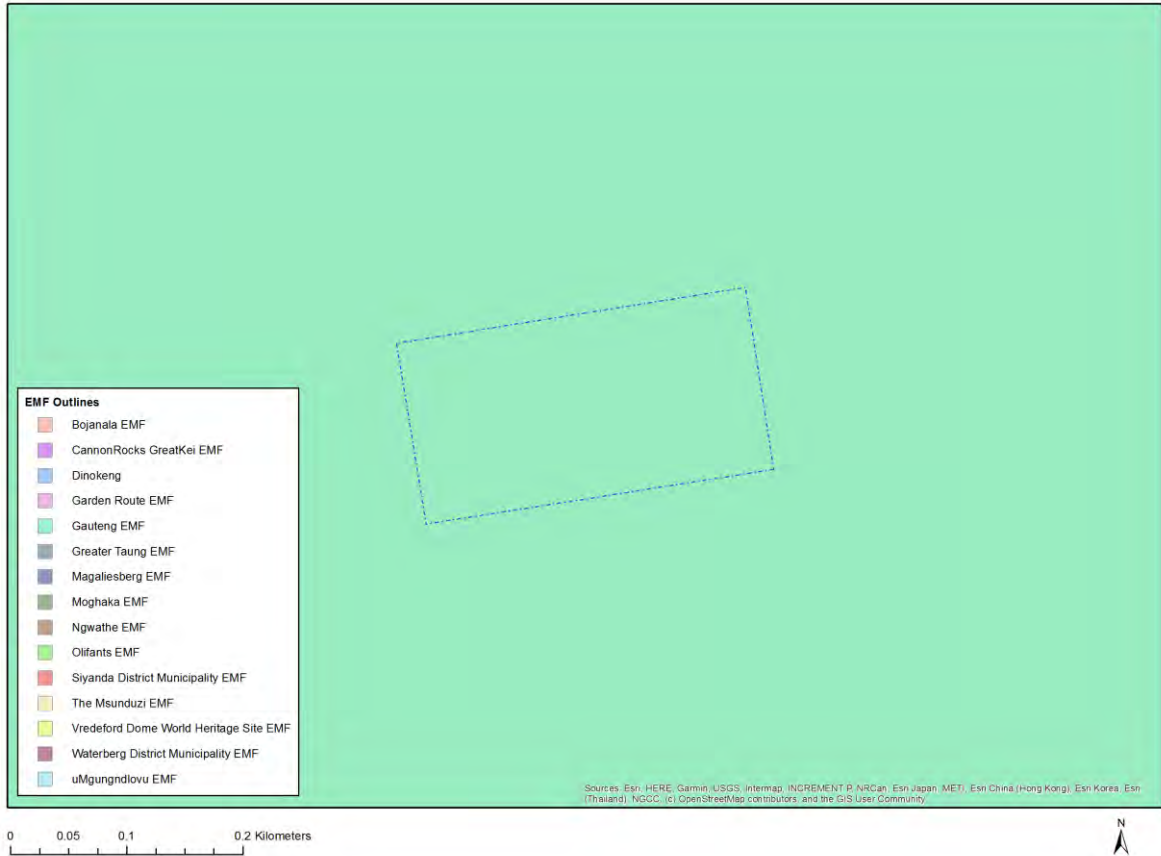 EMF Outlines
Bojanala EMF
CannonRocks GreatKei EMF
Dinokeng
Garden Route EMF
Gauteng EMF
Greater Taung EMF
Magaliesberg EMF
Moghaka EMF
Ngwathe EMF
Olifants EMF
Siyanda District Municipality EMF
The Msunduzi EMF
Vredeford Dome World Heritage Site EMF
Waterberg District Municipality EMF
uMgungndlovu EMF
Sources: Esri, HERE, Garmin, USGS, Intermap, INCREMENT P, NRCan, Esri Japan, METI, Esri China (Hong Kong), Esri Korea, Esri
(Thailand), NGCC, (c) OpenStreetMap contributors, and the GIS User Community
0 0.05 0.1 0.2 Kilometers
N